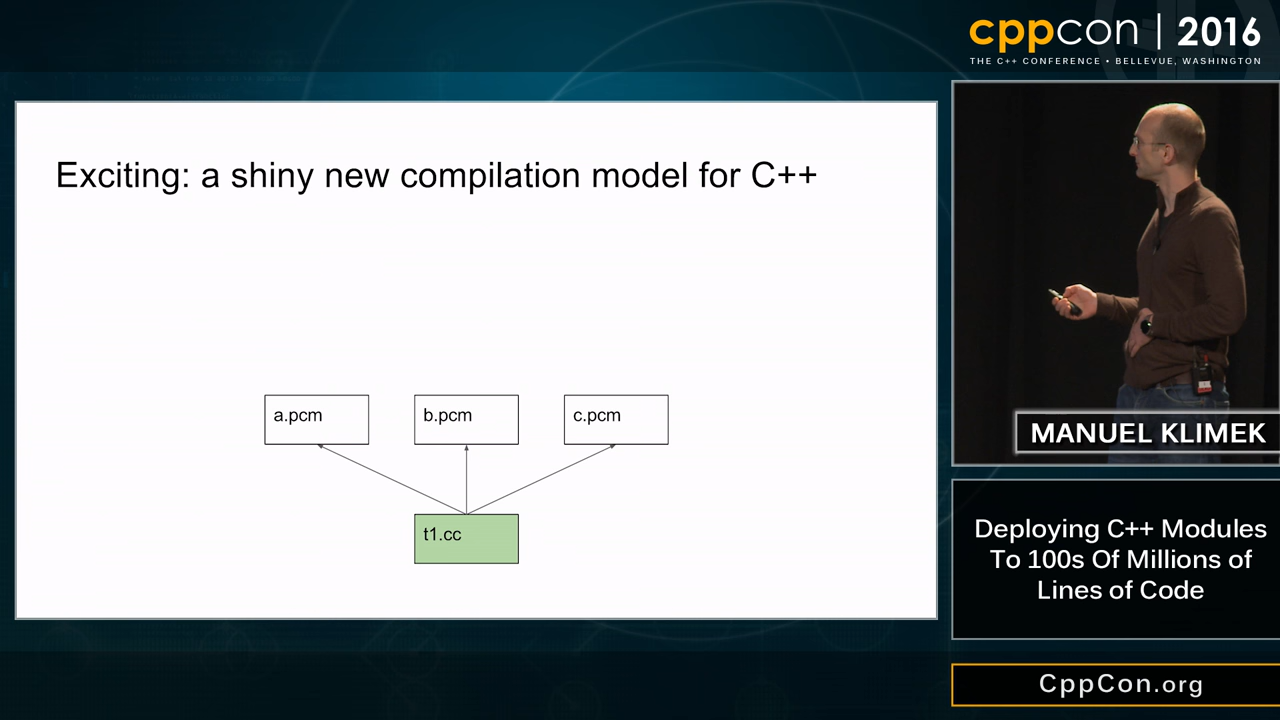 cppcon | 2016
THE C++ CONFERENCE • BELLEVUE, WASHINGTON
Exciting: a shiny new compilation model for C++
a.pcm
b.pcm
c.pcm
t1.cc
MANUEL KLIMEK
Deploying C++ Modules
To 100s Of Millions of
Lines of Code
CppCon.org